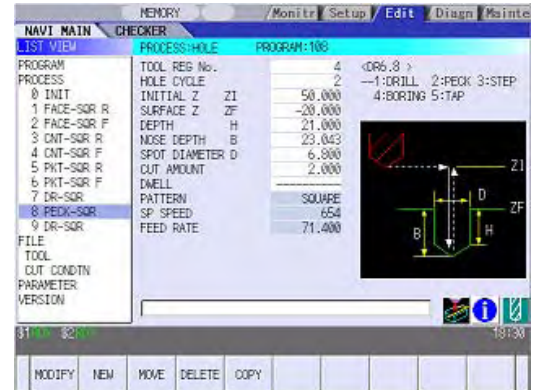 MEMORY Monitr Setup Edit Diagn Mainte
NAVI MAIN CHECKER
LIST VIEW PROCESS:HOLE PROGRAM:108
PROGRAM
PROCESS
0 INIT
1 FACE-SQR R
2 FACE-SQR F
3 CNT-SQR R
4 CNT-SQR F
5 PKT-SQR R
6 PKT-SQR F
7 DR-SQR
8 PECK-SQR
9 DR-SQR
FILE
TOOL
CUT CONDTN
PARAMETER
VERSION
TOOL REG No. 4
HOLE CYCLE 2
INITIAL Z ZI 50.000
SURFACE Z ZF -20.000
DEPTH H 21.000
NOSE DEPTH B 23.043
SPOT DIAMETER D 6.800
CUT AMOUNT 2.000
DWELL
PATTERN SQUARE
SP SPEED 654
FEED RATE 71.400
<DR6.8 >
--1:DRILL 2:PECK 3:STEP
4:BORING 5:TAP
ZI
D
ZF
B
H
18:30
MODIFY NEW MOVE DELETE COPY